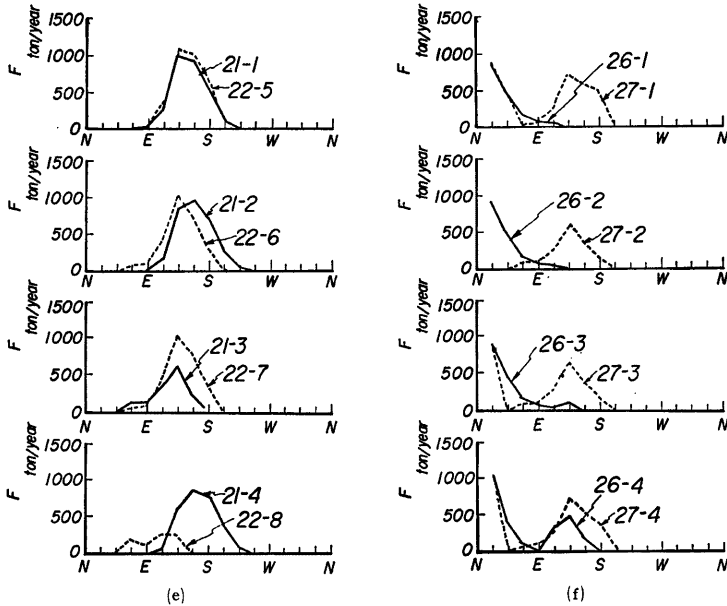 1500
1000
500
0
F ton/year
21-1
22-5
N E S W N
1500
1000
500
0
F ton/year
21-2
22-6
N E S W N
1500
1000
500
0
F ton/year
21-3
22-7
N E S W N
1500
1000
500
0
F ton/year
21-4
22-8
N E S W N
(e)
1500
1000
500
0
F ton/year
26-1
27-1
N E S W N
1500
1000
500
0
F ton/year
26-2
27-2
N E S W N
1500
1000
500
0
F ton/year
26-3
27-3
N E S W N
1500
1000
500
0
F ton/year
26-4
27-4
N E S W N
(f)